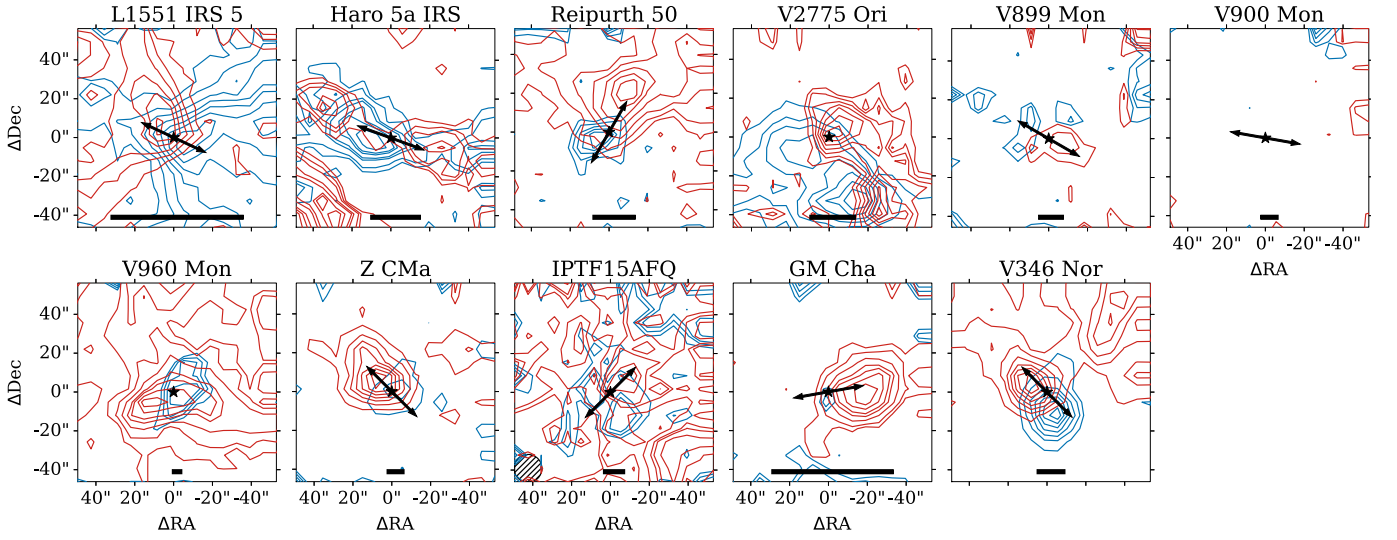 L1551 IRS 5
Haro 5a IRS
Reipurth 50
V2775 Ori
V899 Mon
V900 Mon
40"
20"
0"
-20"
-40"
ΔDec
40" 20" 0" -20" -40"
ΔRA
V960 Mon
Z CMa
IPTF15AFQ
GM Cha
V346 Nor
40"
20"
0"
-20"
-40"
ΔDec
40" 20" 0" -20" -40"
40" 20" 0" -20" -40"
40" 20" 0" -20" -40"
40" 20" 0" -20" -40"
ΔRA
ΔRA
ΔRA
ΔRA